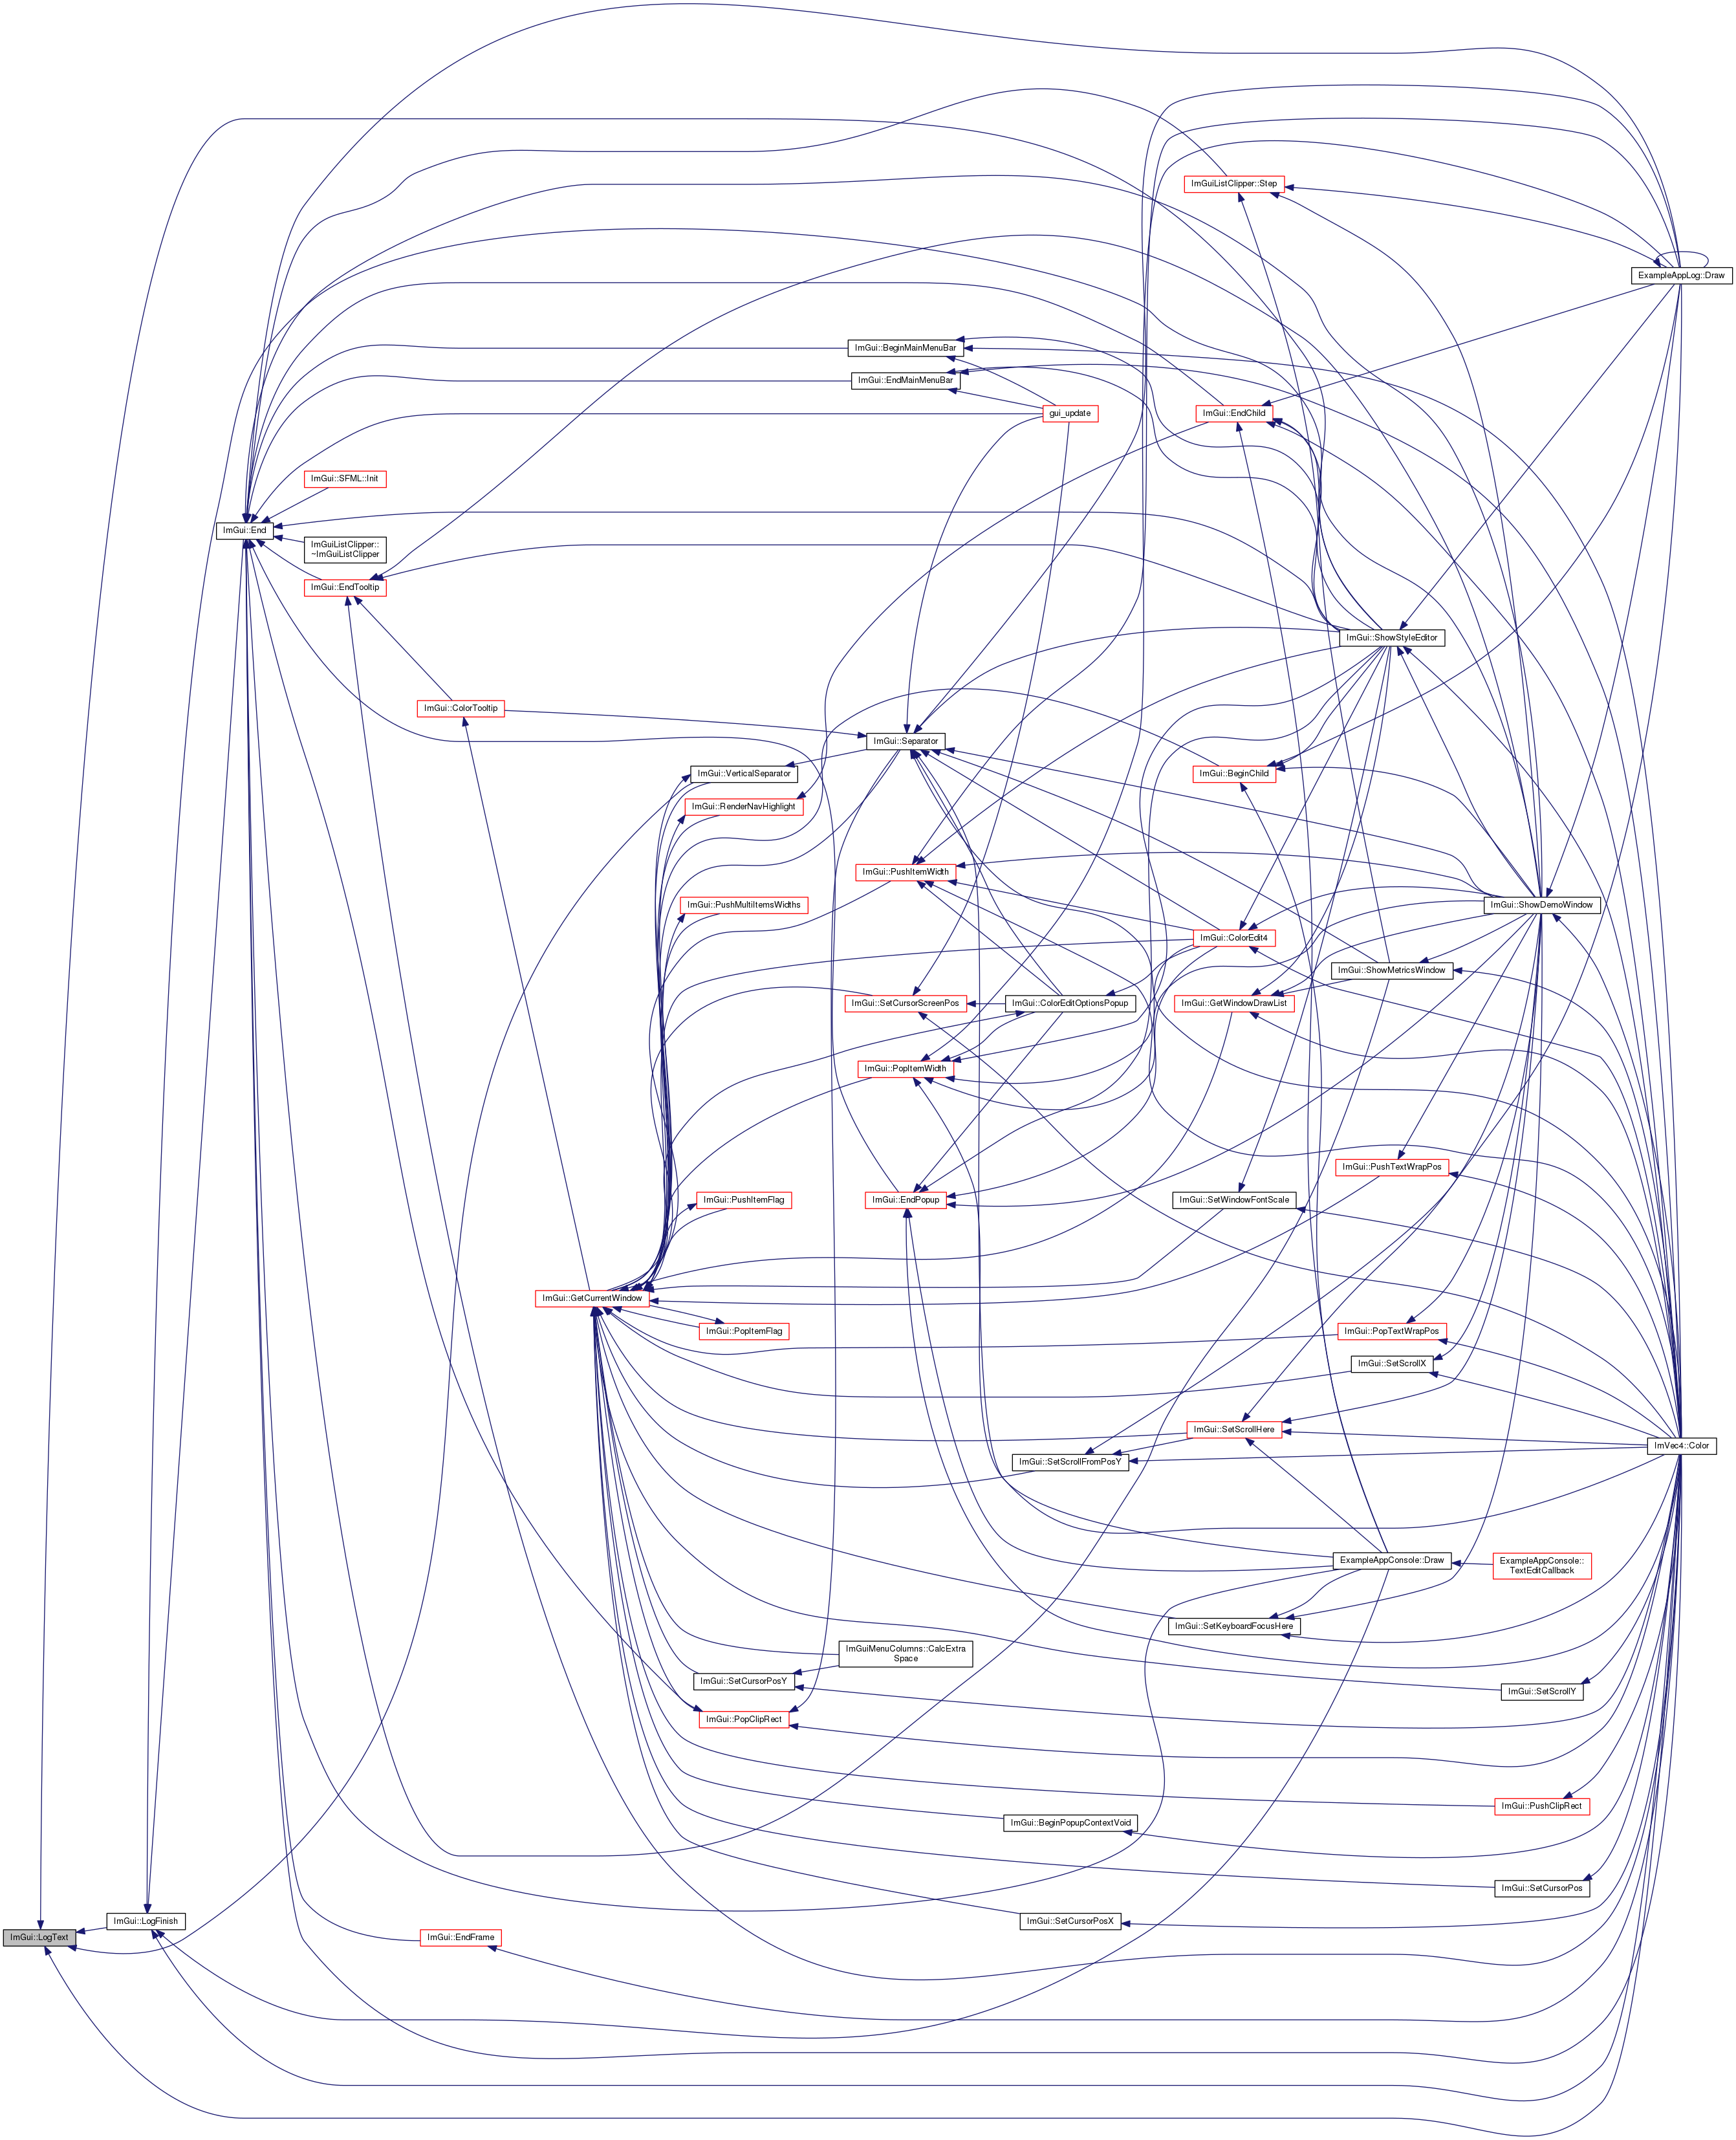 ImGuiListClipper::Step
ExampleAppLog::Draw
ImGui::BeginMainMenuBar
ImGui::EndMainMenuBar
gui_update
ImGui::EndChild
ImGui::SFML::Init
ImGui::End
ImGuiListClipper::
~ImGuiListClipper
ImGui::EndTooltip
ImGui::ShowStyleEditor
ImGui::ColorTooltip
ImGui::Separator
ImGui::VerticalSeparator
ImGui::BeginChild
ImGui::RenderNavHighlight
ImGui::PushItemWidth
ImGui::PushMultiItemsWidths
ImGui::ShowDemoWindow
ImGui::ColorEdit4
ImGui::ShowMetricsWindow
ImGui::SetCursorScreenPos
ImGui::ColorEditOptionsPopup
ImGui::GetWindowDrawList
ImGui::PopItemWidth
ImGui::PushTextWrapPos
ImGui::PushItemFlag
ImGui::EndPopup
ImGui::SetWindowFontScale
ImGui::GetCurrentWindow
ImGui::PopItemFlag
ImGui::PopTextWrapPos
ImGui::SetScrollX
ImGui::SetScrollHere
ImVec4::Color
ImGui::SetScrollFromPosY
ExampleAppConsole::Draw
ExampleAppConsole::
TextEditCallback
ImGui::SetKeyboardFocusHere
ImGuiMenuColumns::CalcExtra
Space
ImGui::SetCursorPosY
ImGui::SetScrollY
ImGui::PopClipRect
ImGui::PushClipRect
ImGui::BeginPopupContextVoid
ImGui::SetCursorPos
ImGui::LogFinish
ImGui::SetCursorPosX
ImGui::LogText
ImGui::EndFrame